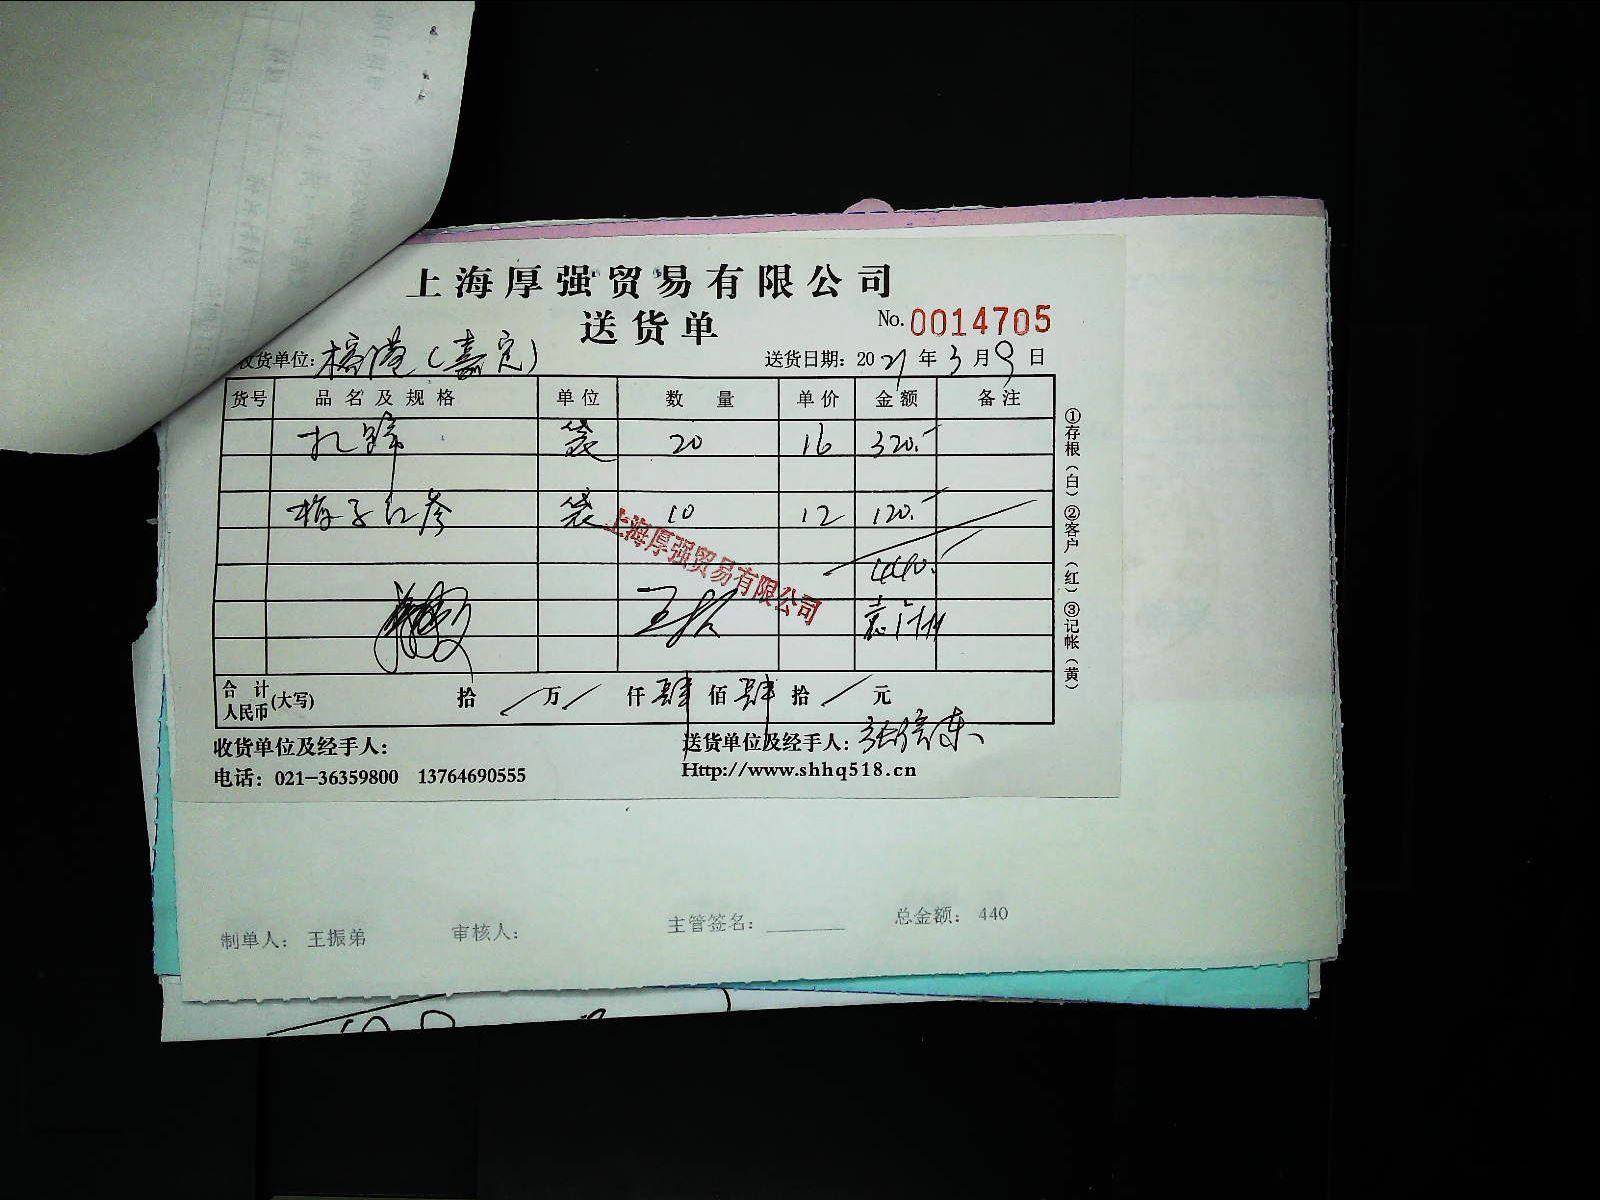 上海厚强贸易有限公司
送货单
No. 0014705
收货单位: 榕港(嘉定)
送货日期: 2021年3月9日
货号 品名及规格 单位 数量 单价 金额 备注
扎蹄 袋 20 16 320.-
梅子红参 袋 10 12 120.-
440.-
上海厚强贸易有限公司
合计人民币(大写) 拾 / 万 / 仟 肆 佰 肆 拾 / 元
收货单位及经手人:
送货单位及经手人:
电话: 021-36359800 13764690555
Http://www.shhq518.cn
①存根(白)②客户(红)③记帐(黄)
制单人: 王振弟 审核人: 主管签名: 总金额: 440